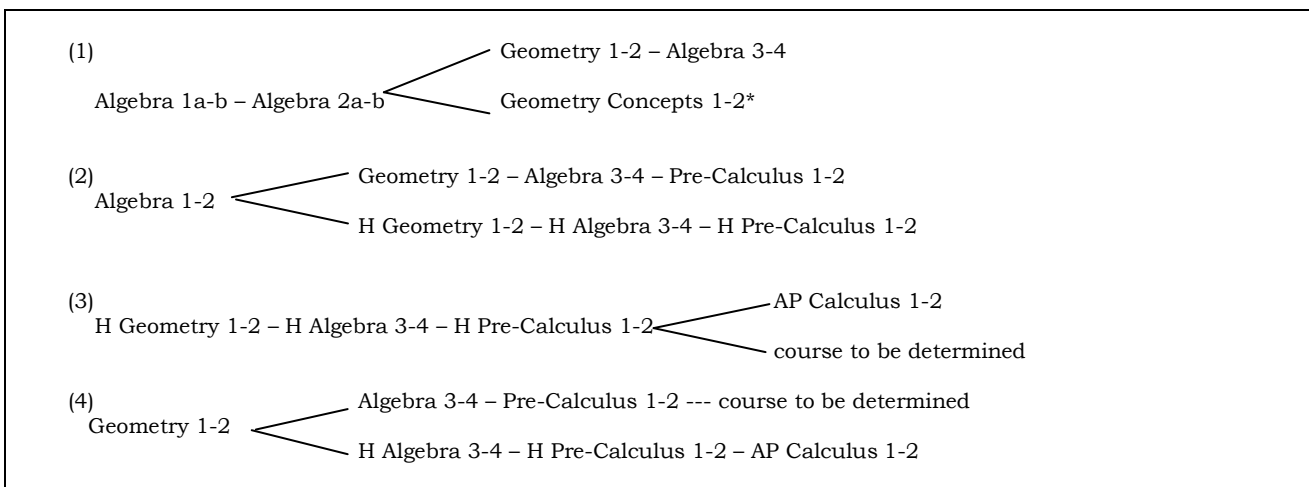 (1)
Geometry 1-2 – Algebra 3-4
Algebra 1a-b – Algebra 2a-b
Geometry Concepts 1-2*
(2)
Geometry 1-2 – Algebra 3-4 – Pre-Calculus 1-2
Algebra 1-2
H Geometry 1-2 – H Algebra 3-4 – H Pre-Calculus 1-2
(3)
AP Calculus 1-2
H Geometry 1-2 – H Algebra 3-4 – H Pre-Calculus 1-2
course to be determined
(4)
Algebra 3-4 – Pre-Calculus 1-2 --- course to be determined
Geometry 1-2
H Algebra 3-4 – H Pre-Calculus 1-2 – AP Calculus 1-2